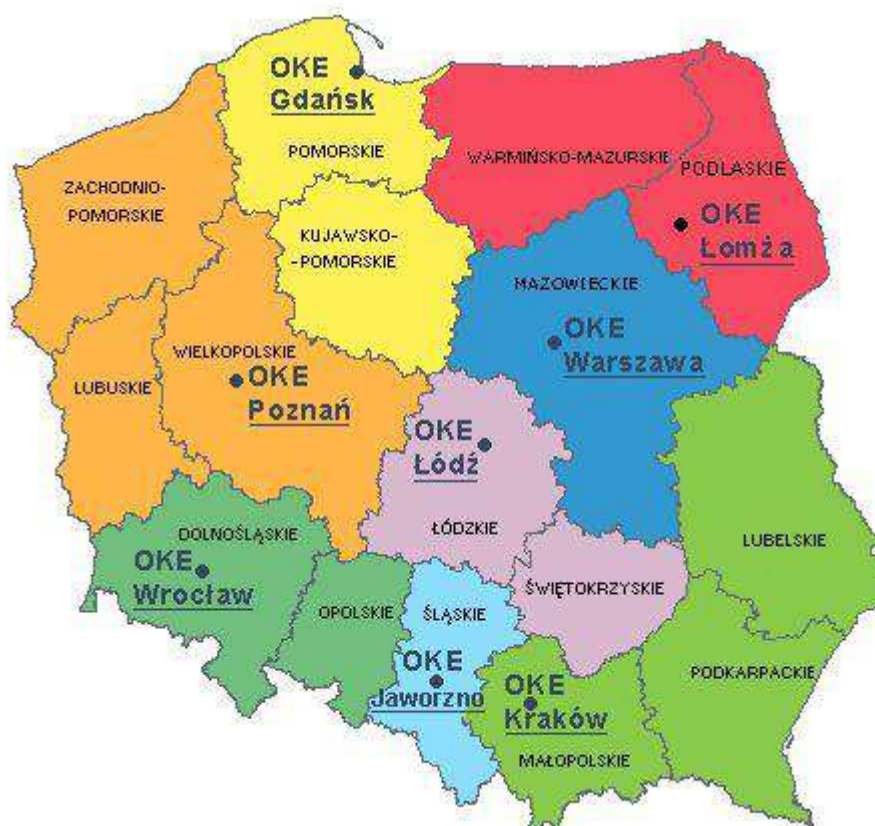 OKE
Gdańsk
POMORSKIE
WARMIŃSKO-MAZURSKIE
PODLASKIE
OKE
Łomża
ZACHODNIO-
POMORSKIE
KUJAWSKO-
-POMORSKIE
MAZOWIECKIE
OKE
Warszawa
WIELKOPOLSKIE
OKE
Poznań
LUBUSKIE
OKE
Łódź
ŁÓDZKIE
DOLNOŚLĄSKIE
OKE
Wrocław
LUBELSKIE
OPOLSKIE
ŚLĄSKIE
ŚWIĘTOKRZYSKIE
OKE
Jaworzno
OKE
Kraków
MAŁOPOLSKIE
PODKARPACKIE